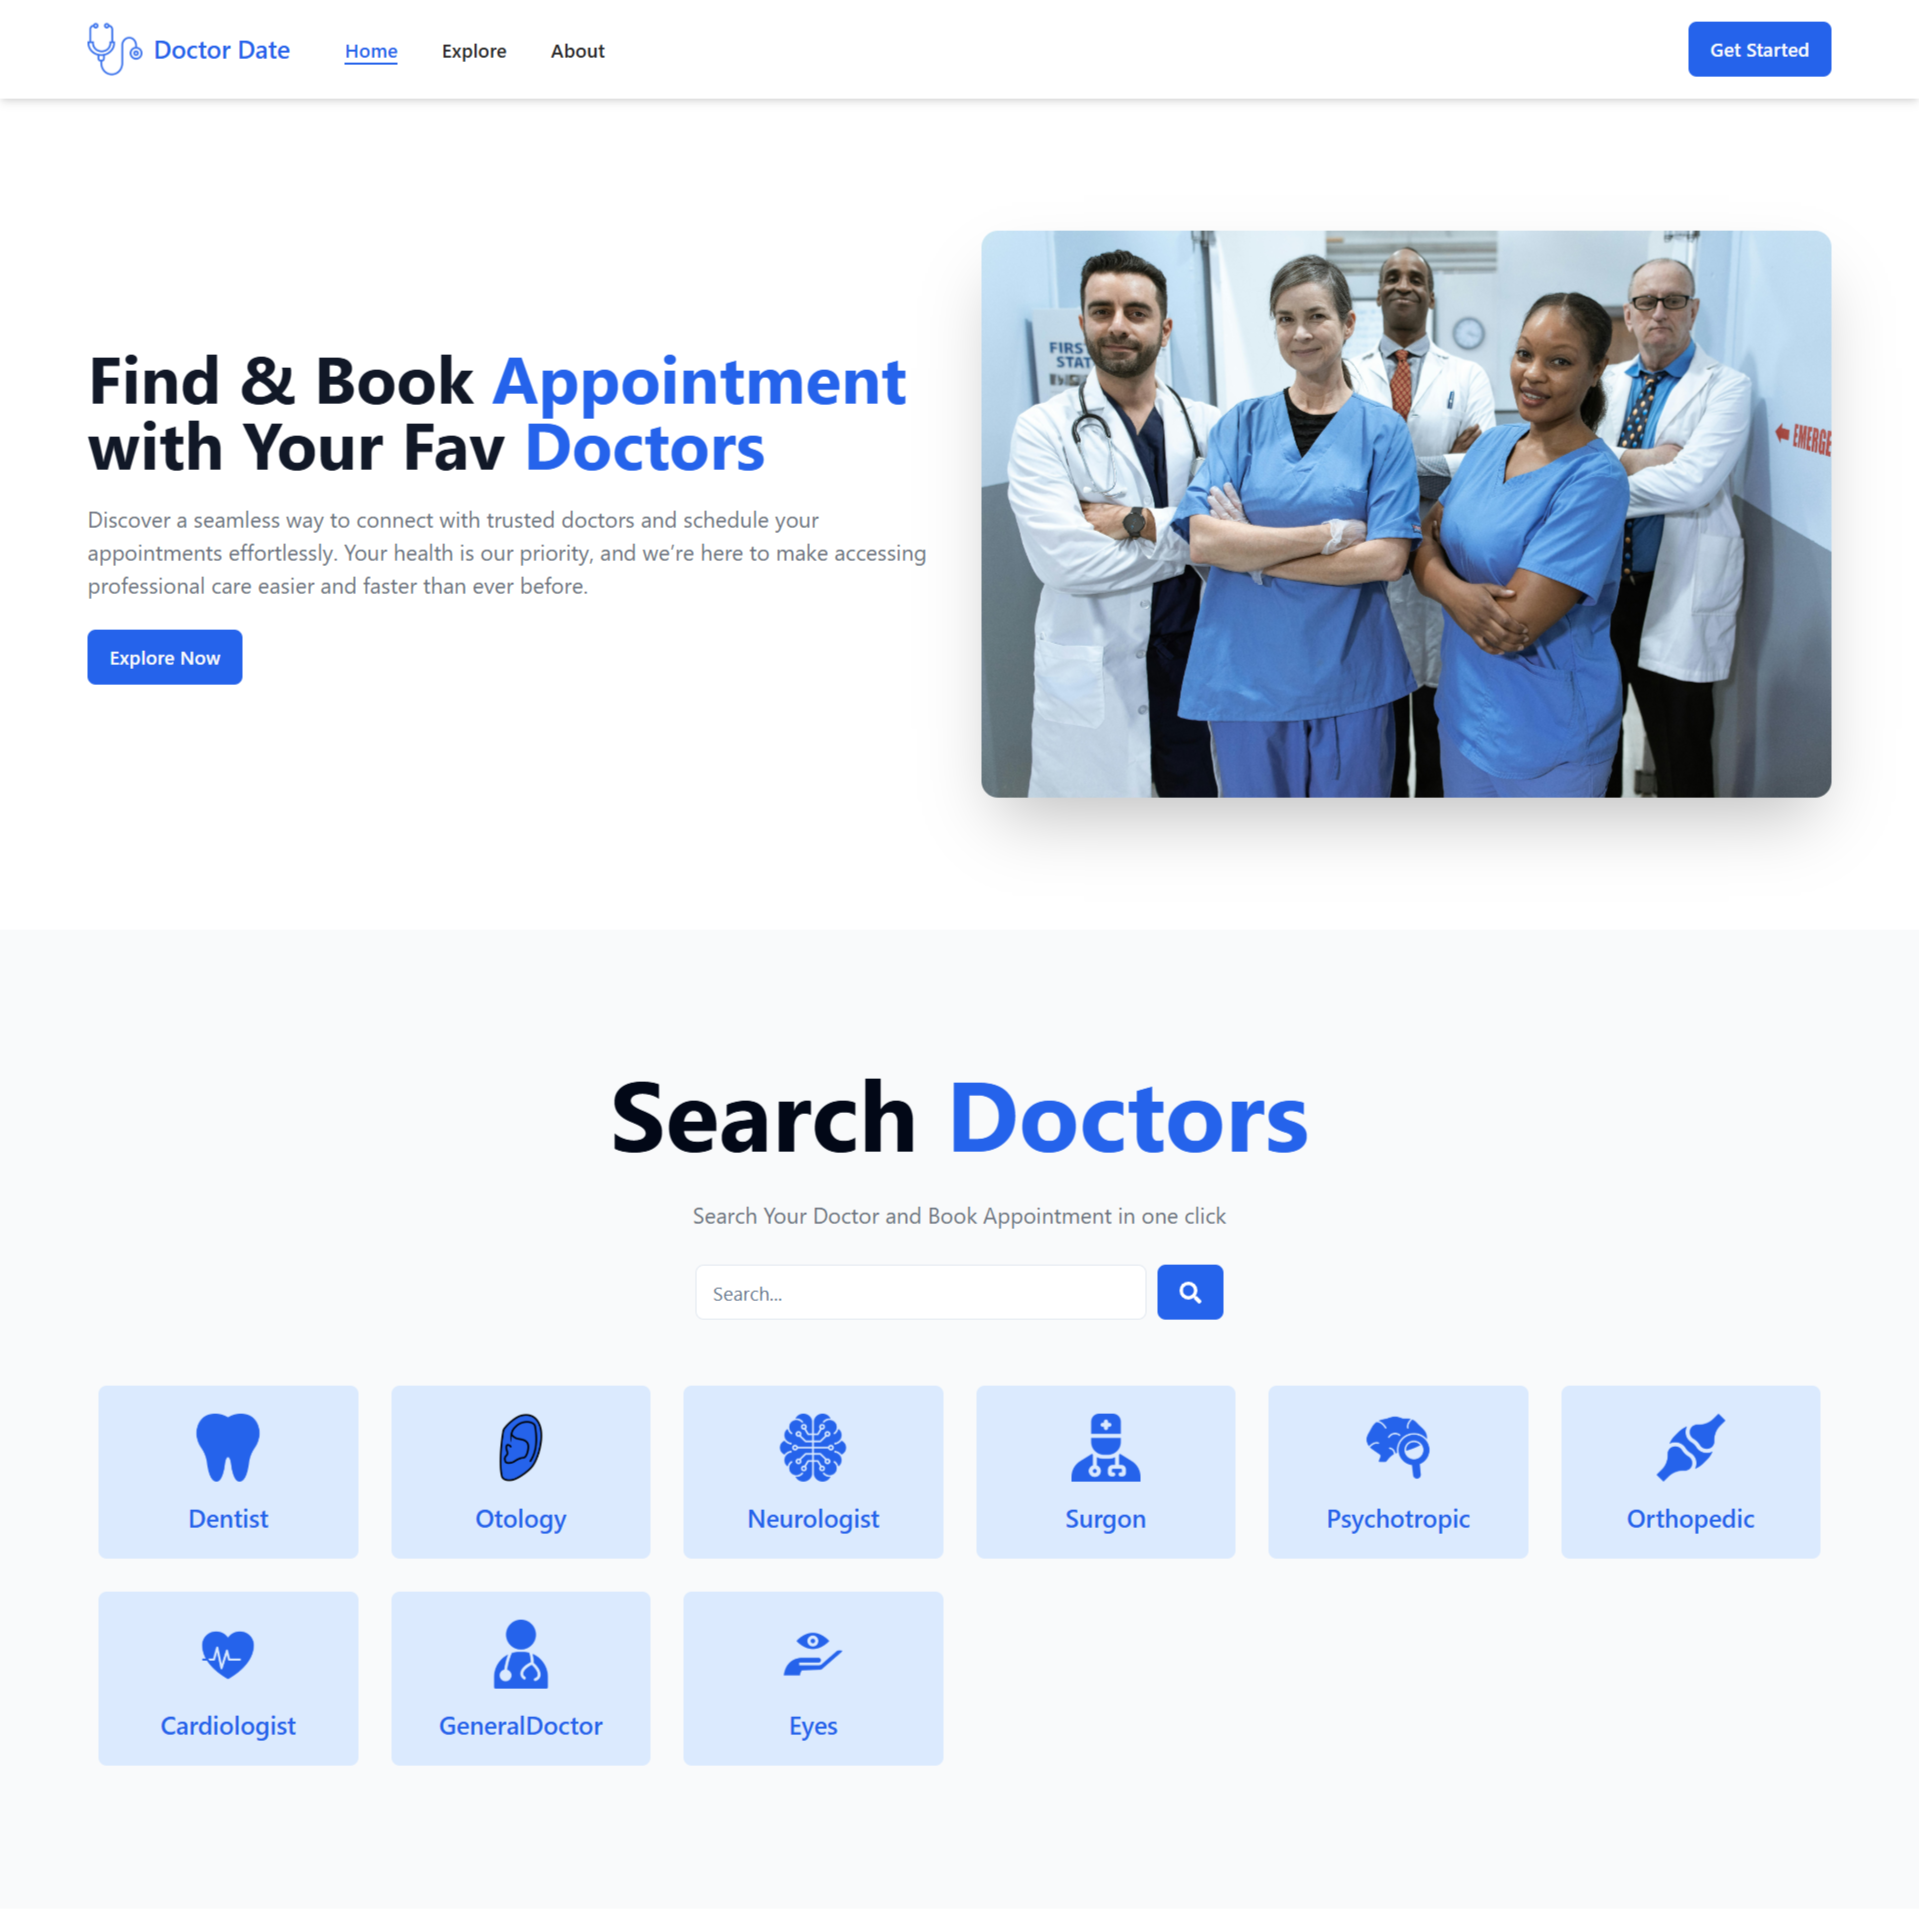 Doctor Date
Home
Explore
About
Get Started
Find & Book Appointment
with Your Fav Doctors
Discover a seamless way to connect with trusted doctors and schedule your
appointments effortlessly. Your health is our priority, and we're here to make accessing
professional care easier and faster than ever before.
Explore Now
FIRS
STAT
EMERGE
Search Doctors
Search Your Doctor and Book Appointment in one click
Search...
Dentist
Otology
Neurologist
Surgon
Psychotropic
Orthopedic
Cardiologist
GeneralDoctor
Eyes